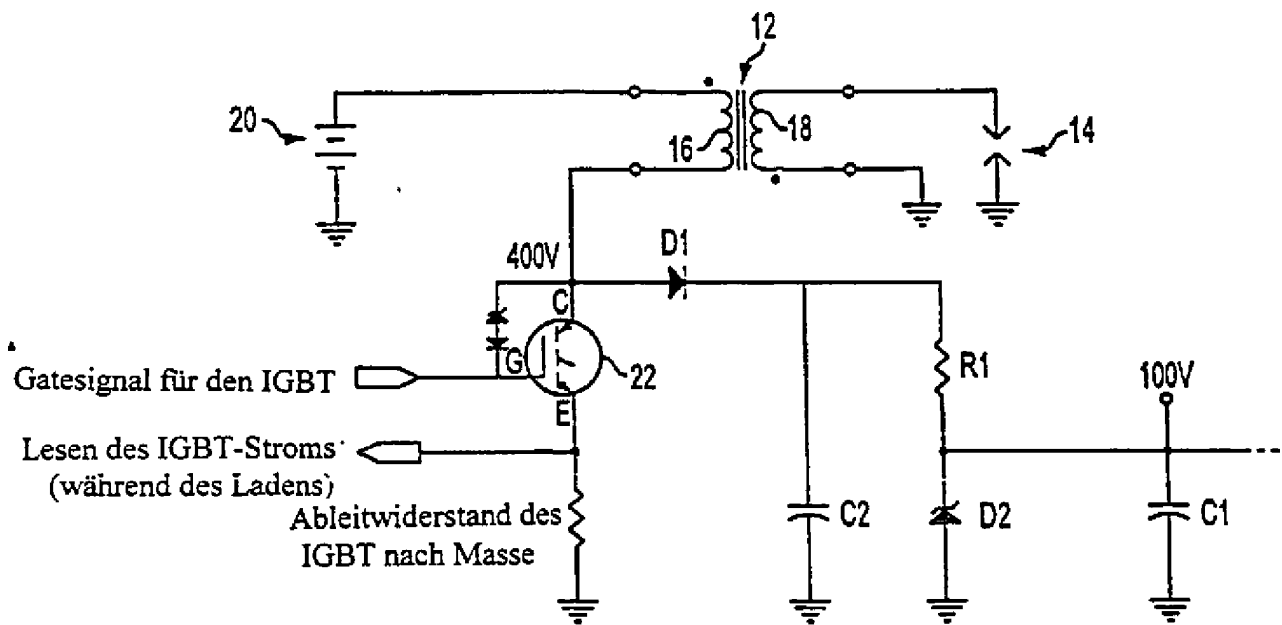 12
20
16
18
14
400V
D1
C
G
22
E
Gatesignal für den IGBT
Lesen des IGBT-Stroms
(während des Ladens)
Ableitwiderstand des
IGBT nach Masse
C2
R1
100V
D2
C1